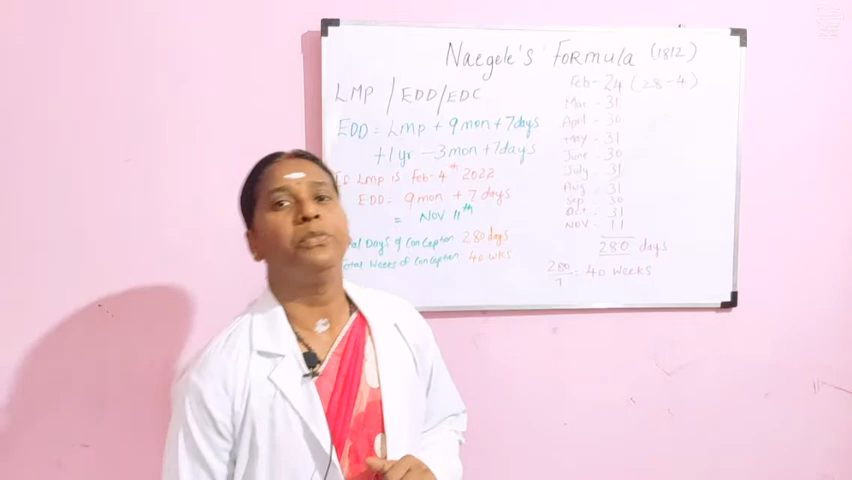 Naegele's Formula (1812)
LMP / EDD/EDC
EDD = LMP + 9mon + 7days
+1yr - 3mon + 7days
Lmp is Feb-4th 2022
EDD - 9mon + 7 days
= Nov 11th
Days of Conception 280 days
Total Weeks of Conception 40 wks
Feb- 24 (28-4)
Mar - 31
April - 30
May - 31
June - 30
July - 31
Aug - 31
Sep - 30
Oct - 31
Nov - 11
280 days
280/7 = 40 weeks